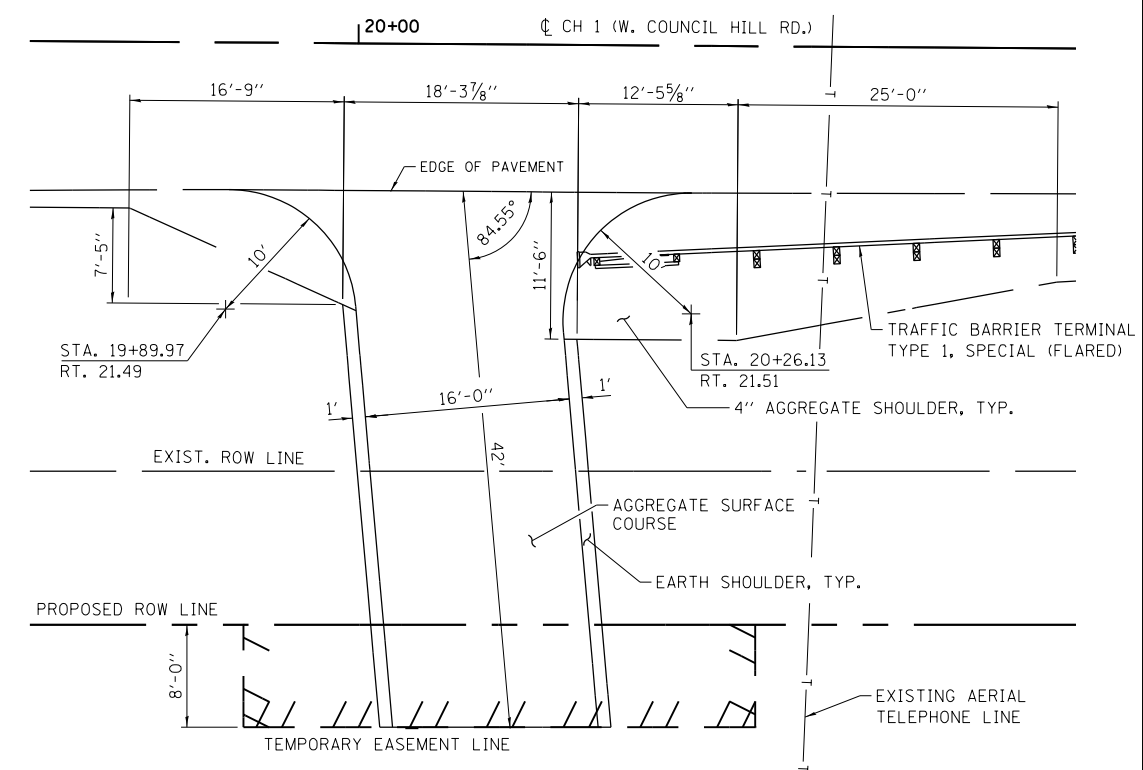 20+00
℄ CH 1 (W. COUNCIL HILL RD.)
16'-9"
18'-3⅞"
12'-5⅝"
25'-0"
T
EDGE OF PAVEMENT
84.55°
7'-5"
10'
11'-6"
10'
T
T
T
TRAFFIC BARRIER TERMINAL
TYPE 1, SPECIAL (FLARED)
STA. 19+89.97
RT. 21.49
STA. 20+26.13
RT. 21.51
1'
16'-0"
1'
4" AGGREGATE SHOULDER, TYP.
T
42'
EXIST. ROW LINE
AGGREGATE SURFACE
COURSE
T
EARTH SHOULDER, TYP.
PROPOSED ROW LINE
T
8'-0"
T
EXISTING AERIAL
TELEPHONE LINE
TEMPORARY EASEMENT LINE
T